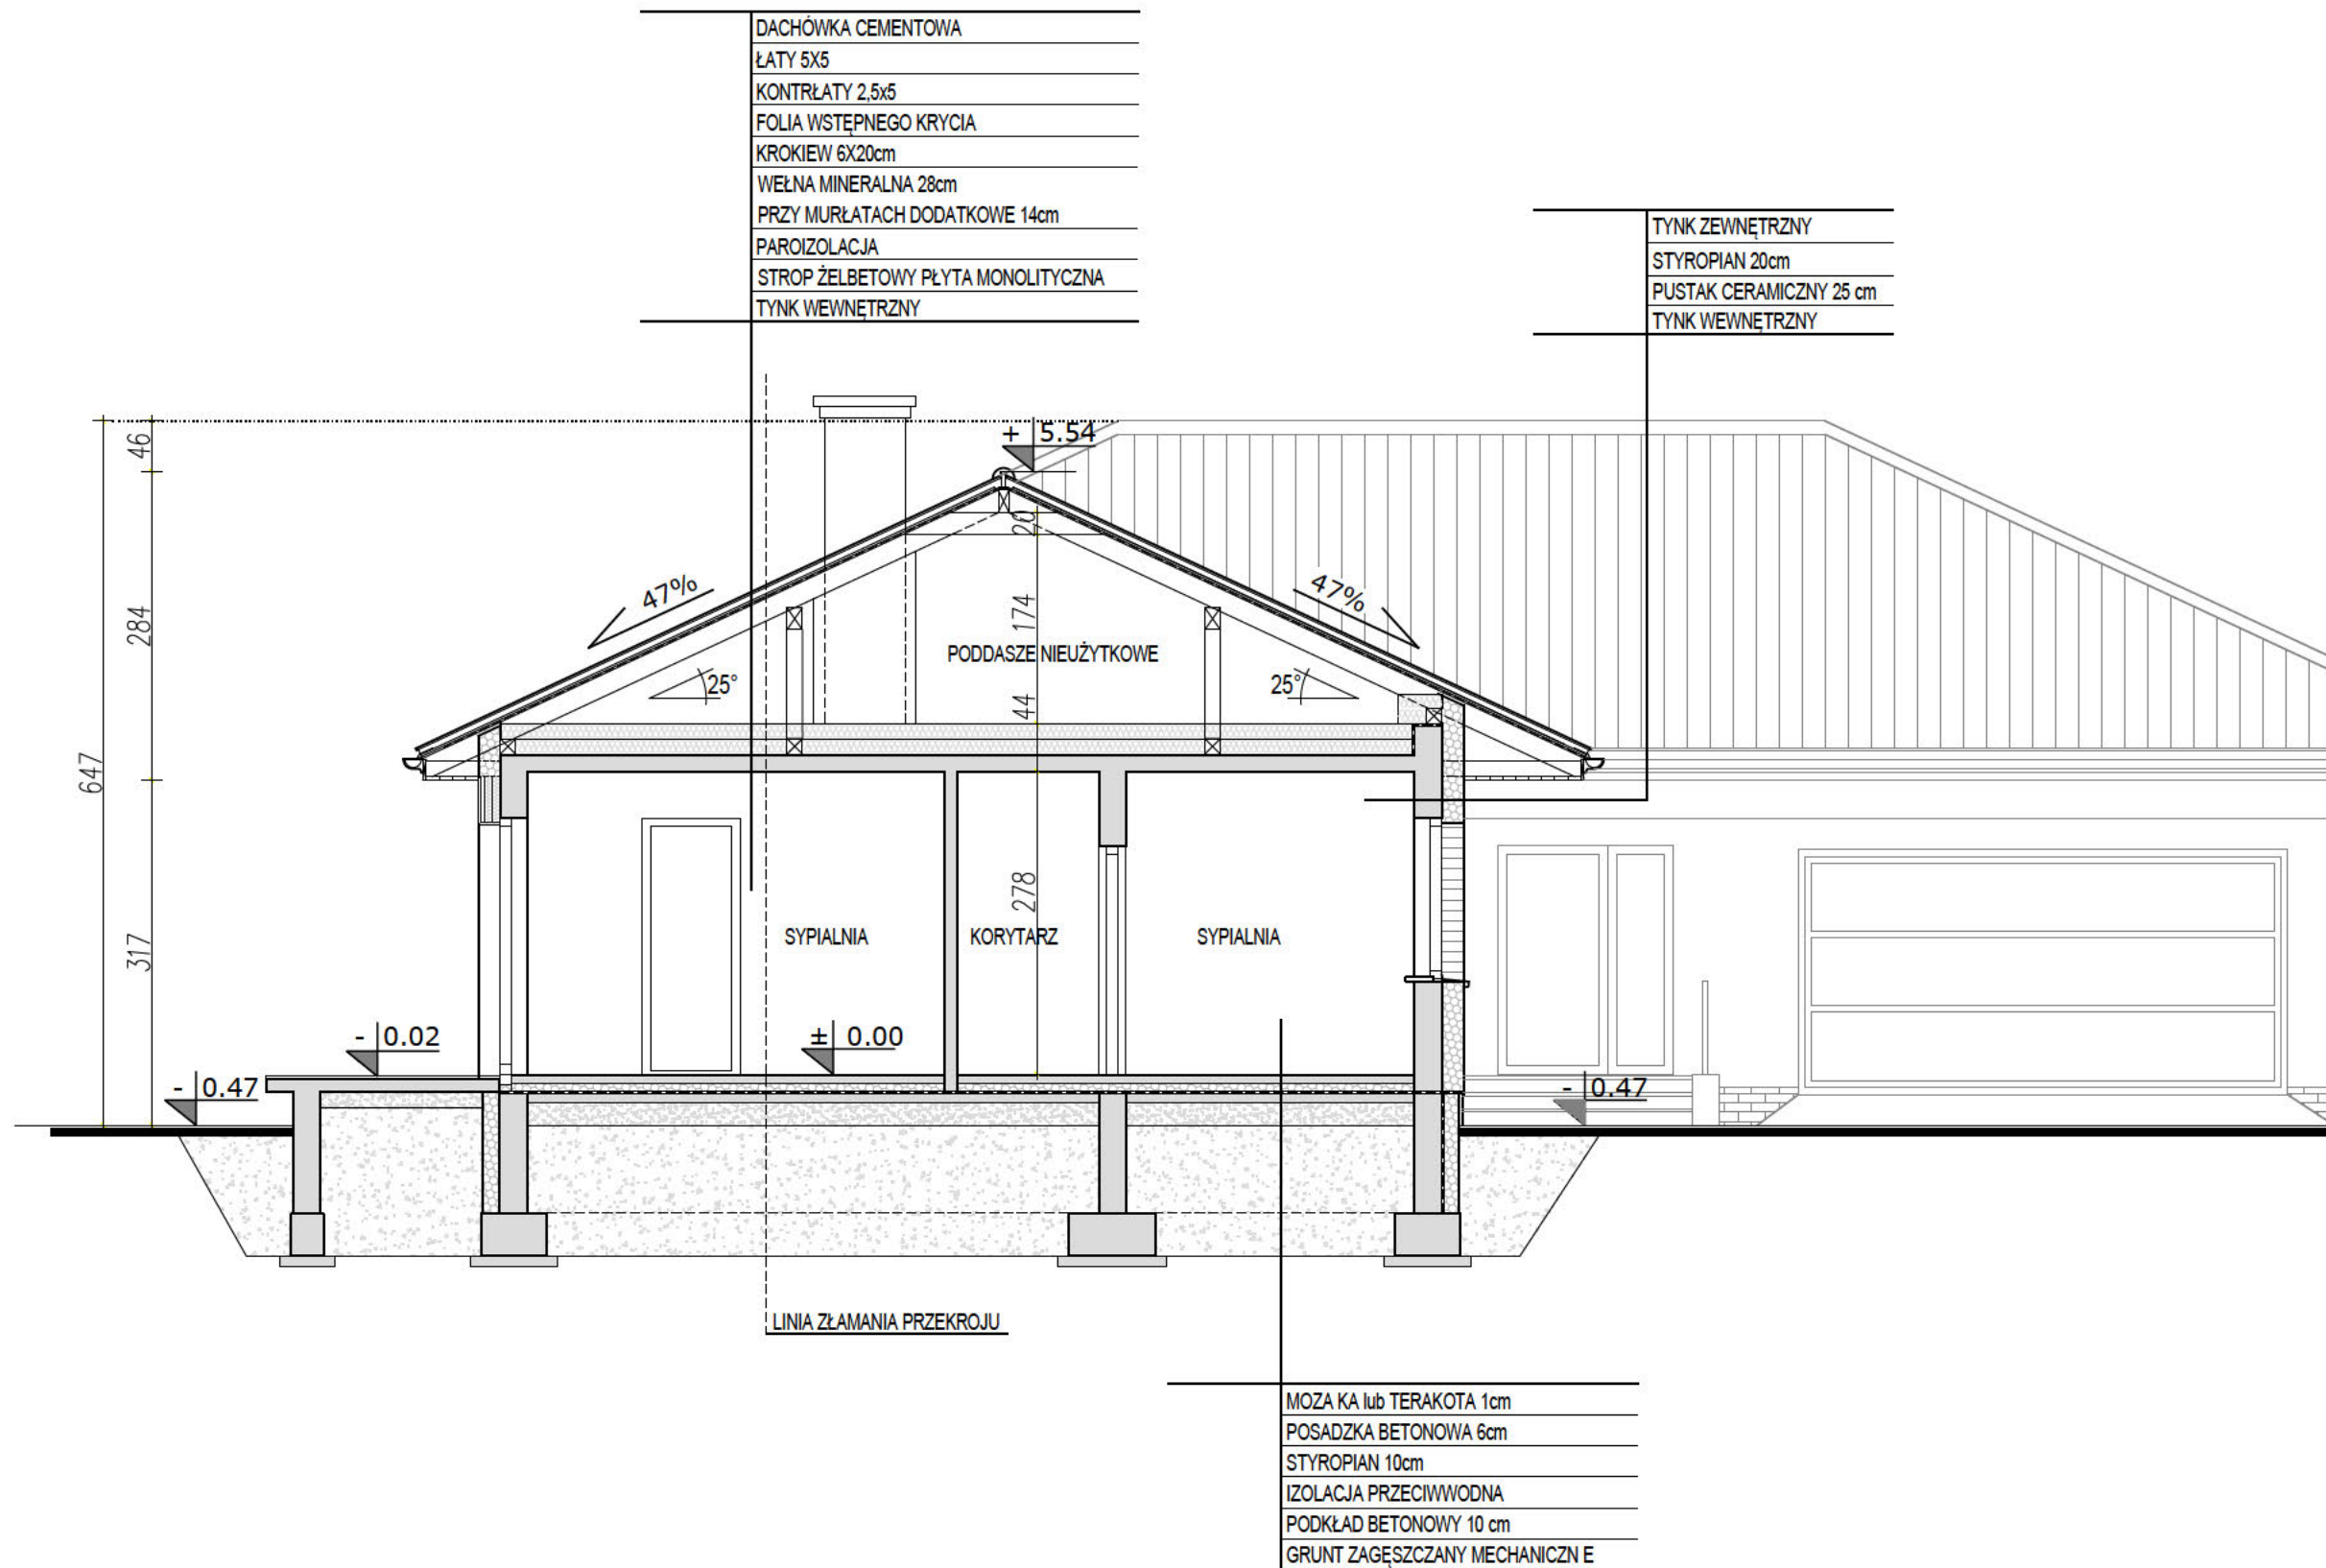 DACHÓWKA CEMENTOWA
ŁATY 5X5
KONTRŁATY 2,5x5
FOLIA WSTĘPNEGO KRYCIA
KROKIEW 6X20cm
WEŁNA MINERALNA 28cm
PRZY MURŁATACH DODATKOWE 14cm
PAROIZOLACJA
STROP ŻELBETOWY PŁYTA MONOLITYCZNA
TYNK WEWNĘTRZNY
TYNK ZEWNĘTRZNY
STYROPIAN 20cm
PUSTAK CERAMICZNY 25 cm
TYNK WEWNĘTRZNY
46
+ 5.54
20
47%
47%
284
174
PODDASZE NIEUŻYTKOWE
25°
25°
44
647
278
317
SYPIALNIA
KORYTARZ
SYPIALNIA
- 0.02
± 0.00
- 0.47
- 0.47
LINIA ZŁAMANIA PRZEKROJU
MOZA KA lub TERAKOTA 1cm
POSADZKA BETONOWA 6cm
STYROPIAN 10cm
IZOLACJA PRZECIWWODNA
PODKŁAD BETONOWY 10 cm
GRUNT ZAGĘSZCZANY MECHANICZN E